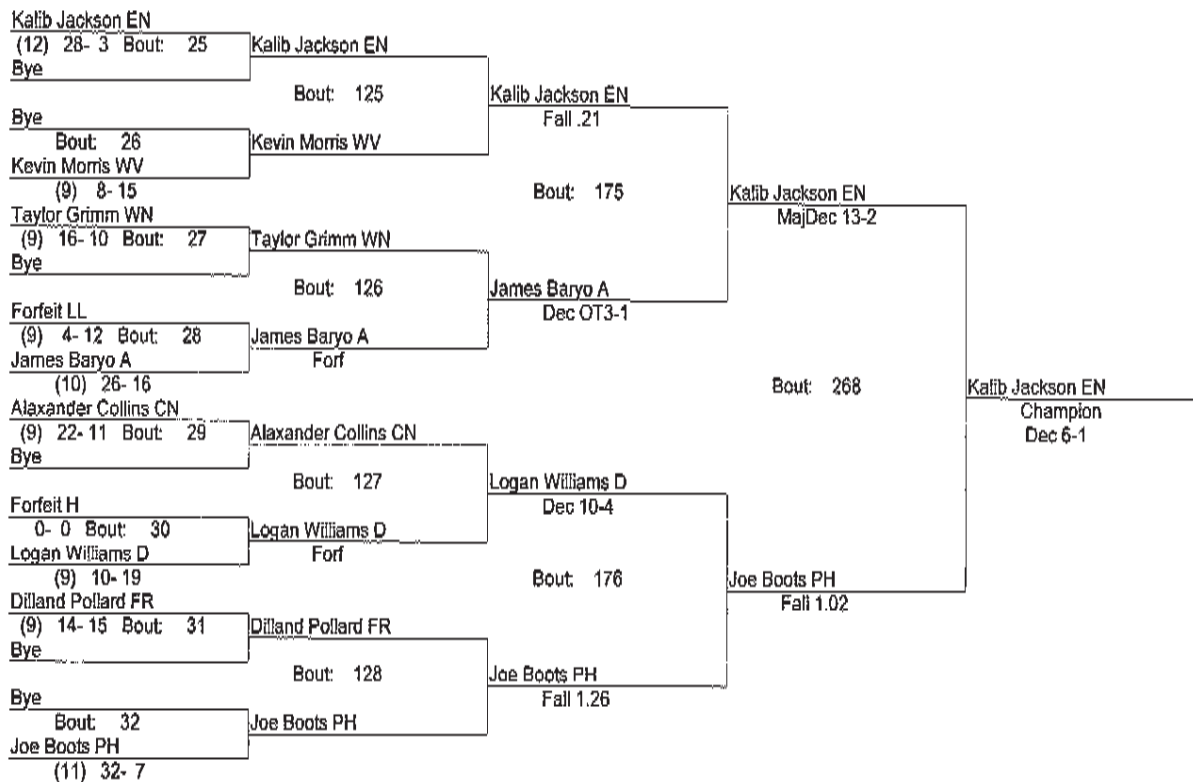 Kalib Jackson EN
(12) 28- 3 Bout: 25
Bye
Bye
Bout: 26
Kevin Morris WV
(9) 8- 15
Taylor Grimm WN
(9) 16- 10 Bout: 27
Bye
Forfeit LL
(9) 4- 12 Bout: 28
James Baryo A
(10) 26- 16
Alaxander Collins CN
(9) 22- 11 Bout: 29
Bye
Forfeit H
0- 0 Bout: 30
Logan Williams D
(9) 10- 19
Dilland Pollard FR
(9) 14- 15 Bout: 31
Bye
Bye
Bout: 32
Joe Boots PH
(11) 32- 7
Kalib Jackson EN
Bout: 125
Kevin Morris WV
Taylor Grimm WN
Bout: 126
James Baryo A
Forf
Alaxander Collins CN
Bout: 127
Logan Williams D
Forf
Dilland Pollard FR
Bout: 128
Joe Boots PH
Kalib Jackson EN
Fall .21
Bout: 175
James Baryo A
Dec OT3-1
Logan Williams D
Dec 10-4
Bout: 176
Joe Boots PH
Fall 1.26
Kalib Jackson EN
MajDec 13-2
Bout: 268
Joe Boots PH
Fall 1.02
Kalib Jackson EN
Champion
Dec 6-1